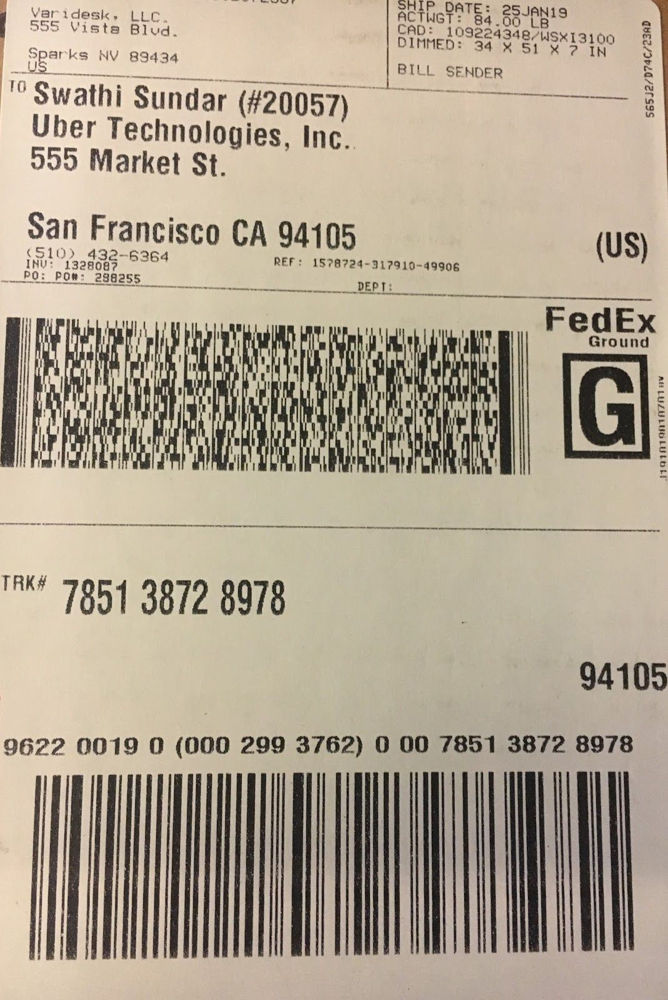 Varidesk, LLC.
555 Vista Blvd.
Sparks NV 89434
US
SHIP DATE: 25JAN19
ACTWGT: 84.00 LB
CAD: 109224348/WSXI3100
DIMMED: 34 X 51 X 7 IN
BILL SENDER
565J2/D74C/23AD
TO Swathi Sundar (#20057)
Uber Technologies, Inc.
555 Market St.
San Francisco CA 94105
(US)
(510) 432-6364
INV: 1328087
REF: 1578724-317910-49906
PO: PO#: 298255
DEPT:
FedEx
Ground
G
TRK# 7851 3872 8978
94105
9622 0019 0 (000 299 3762) 0 00 7851 3872 8978